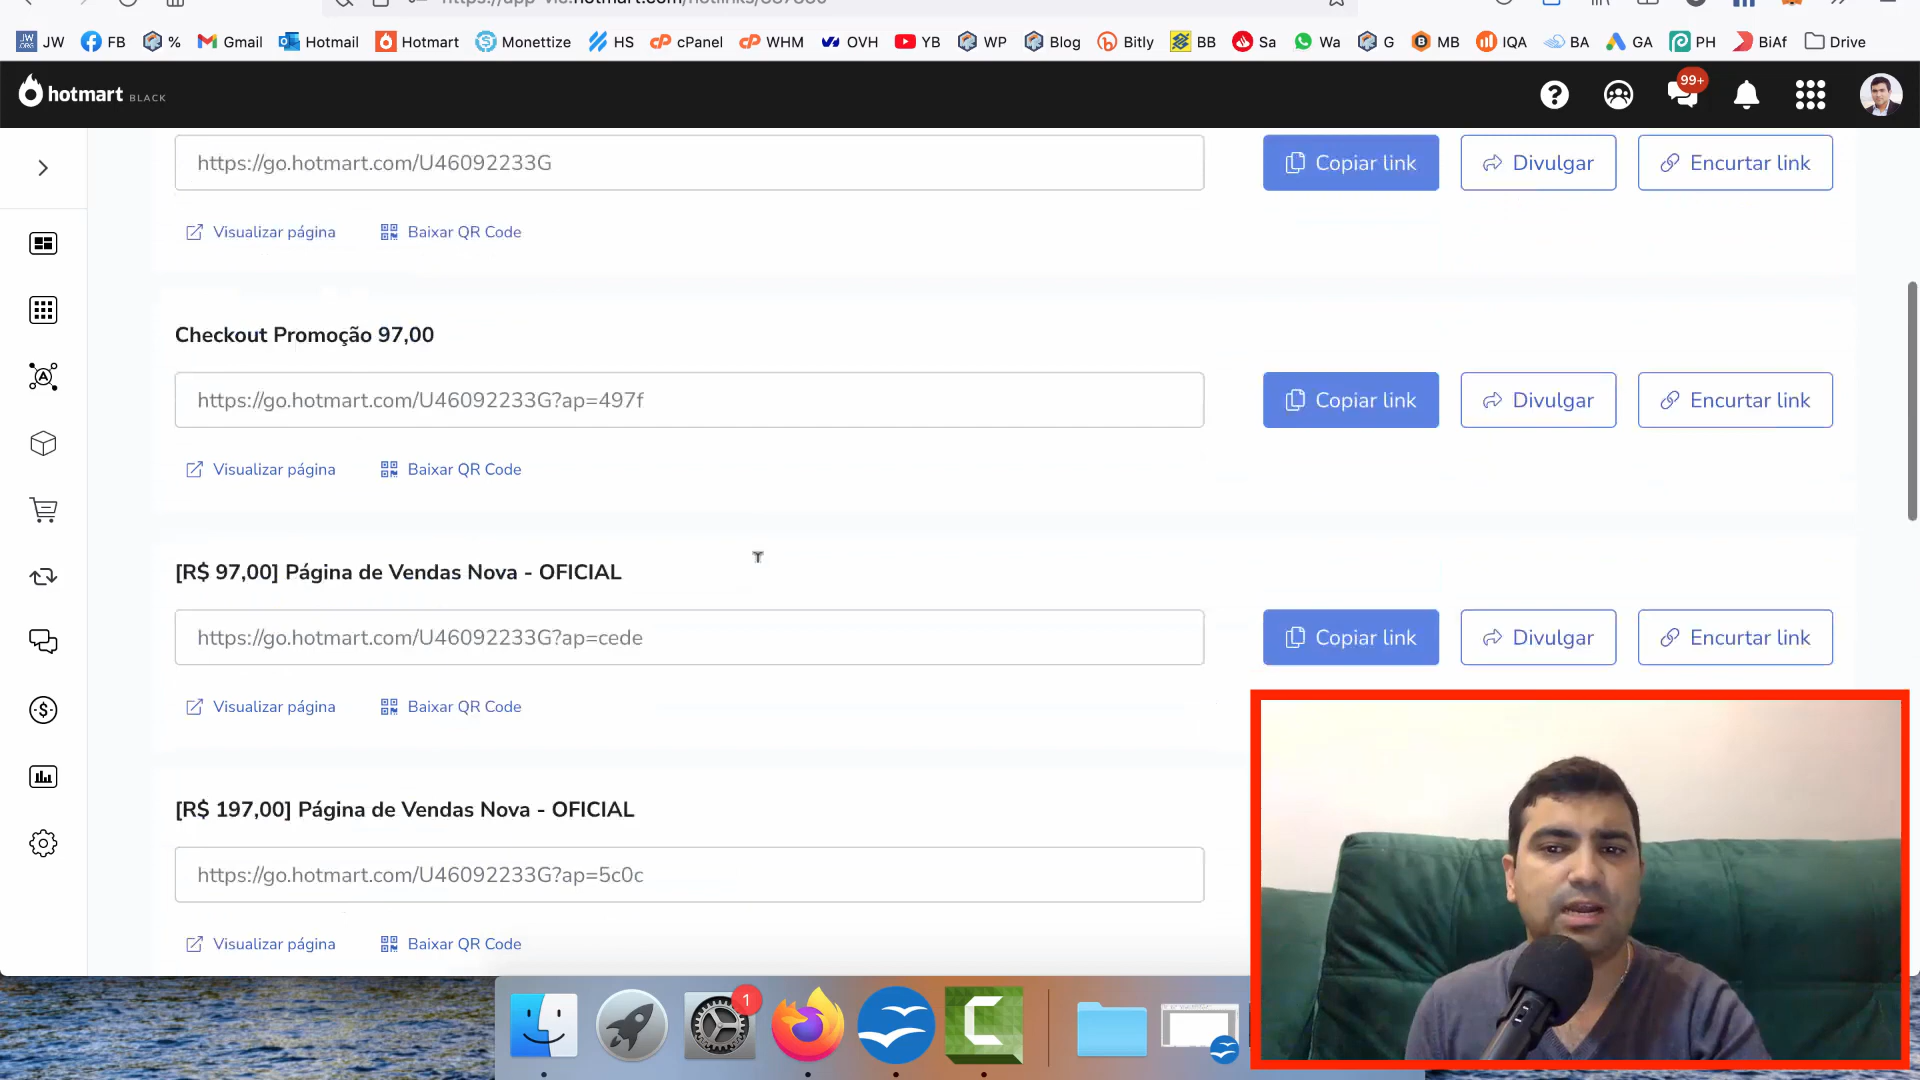 JW FB % Gmail Hotmail Hotmart Monettize HS cPanel WHM OVH YB WP Blog Bitly BB Sa Wa G MB IQA BA GA PH BiAf Drive
hotmart BLACK
99+
https://go.hotmart.com/U46092233G
Copiar link
Divulgar
Encurtar link
Visualizar página
Baixar QR Code
Checkout Promoção 97,00
https://go.hotmart.com/U46092233G?ap=497f
Copiar link
Divulgar
Encurtar link
Visualizar página
Baixar QR Code
[R$ 97,00] Página de Vendas Nova - OFICIAL
https://go.hotmart.com/U46092233G?ap=cede
Copiar link
Divulgar
Encurtar link
Visualizar página
Baixar QR Code
[R$ 197,00] Página de Vendas Nova - OFICIAL
https://go.hotmart.com/U46092233G?ap=5c0c
Visualizar página
Baixar QR Code
1